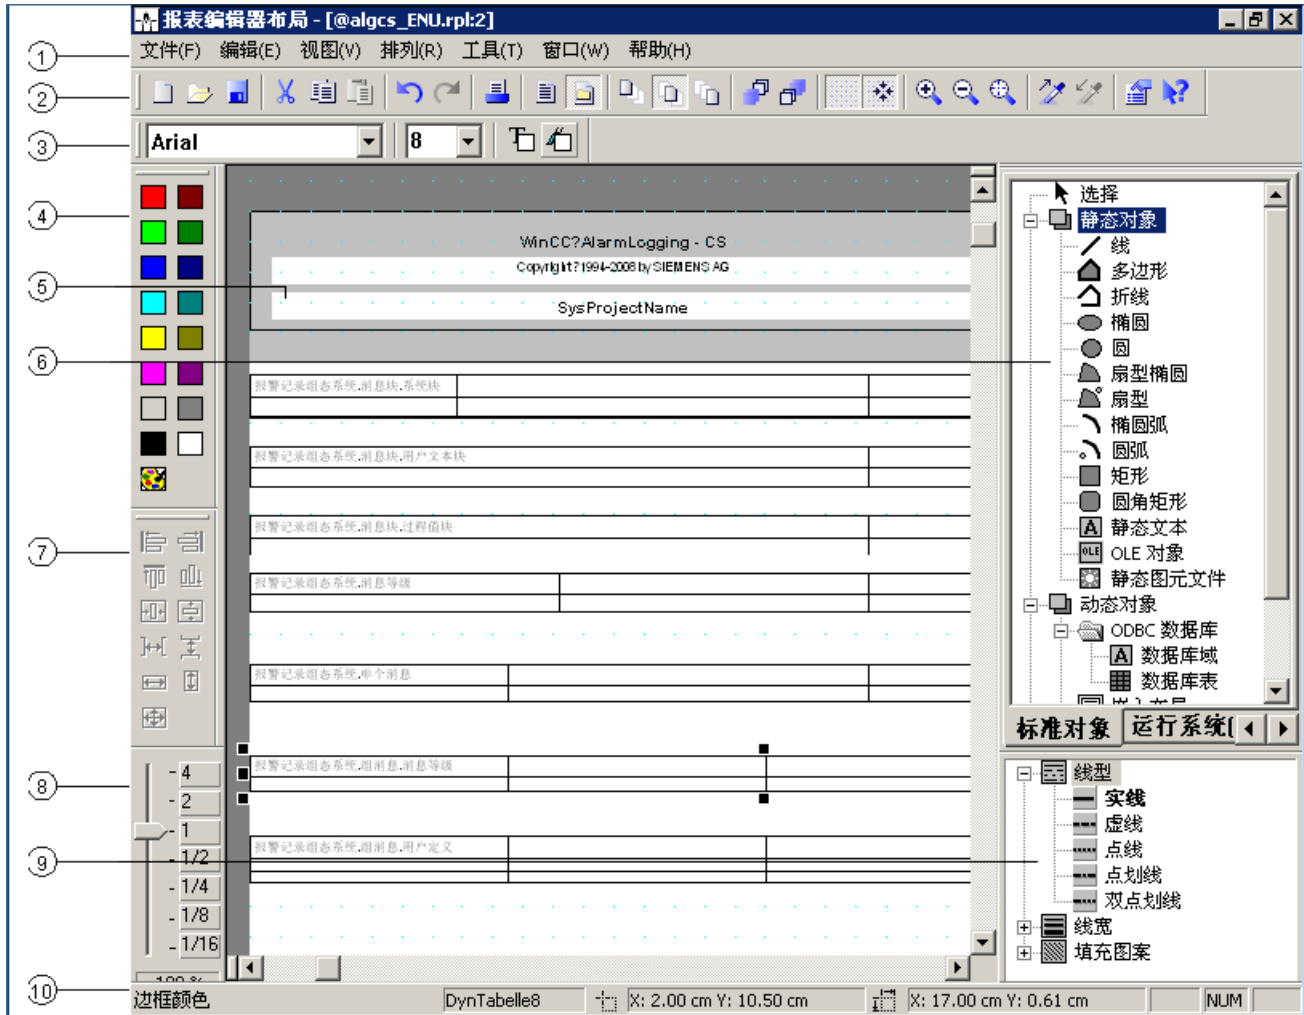 报表编辑器布局 - [@algcs_ENU.rpl:2]
① 文件(F) 编辑(E) 视图(V) 排列(R) 工具(T) 窗口(W) 帮助(H)
②
③ Arial 8
④
WinCC?AlarmLogging - CS
Copyright?1994-2008 by SIEMENS AG
⑤
SysProjectName
⑥
报警记录组态系统.消息块.系统块
报警记录组态系统.消息块.用户文本块
报警记录组态系统.消息块.过程值块
⑦
报警记录组态系统.消息等级
报警记录组态系统.单个消息
报警记录组态系统.组消息.消息等级
报警记录组态系统.组消息.用户定义
选择
静态对象
线
多边形
折线
椭圆
圆
扇型椭圆
扇型
椭圆弧
圆弧
矩形
圆角矩形
A 静态文本
OLE OLE 对象
静态图元文件
动态对象
ODBC 数据库
A 数据库域
数据库表
标准对象 运行系统(
⑧
4
2
1
1/2
1/4
1/8
1/16
⑨
线型
实线
虚线
点线
点划线
双点划线
线宽
填充图案
⑩ 边框颜色 DynTabelle8 X: 2.00 cm Y: 10.50 cm X: 17.00 cm Y: 0.61 cm NUM